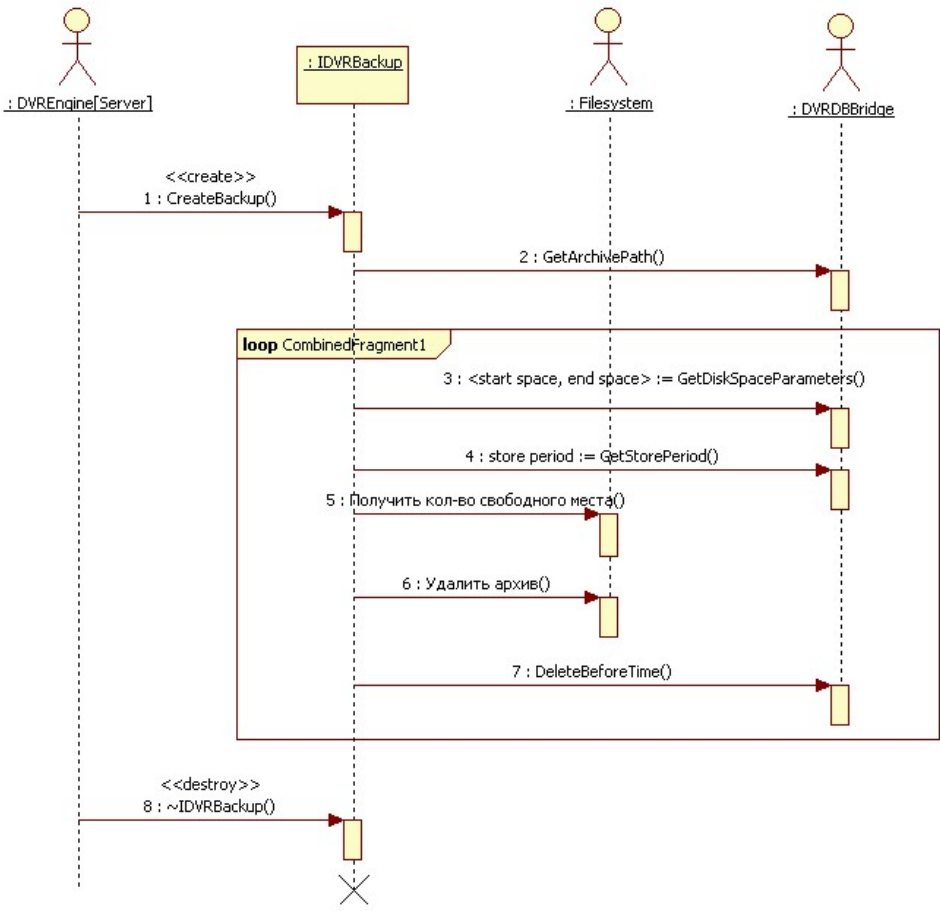 : IDVRBackup
: DVREngine[Server]
: Filesystem
: DVRDBBridge
<<create>>
1 : CreateBackup()
2 : GetArchivePath()
loop CombinedFragment1
3 : <start space, end space> := GetDiskSpaceParameters()
4 : store period := GetStorePeriod()
5 : Получить кол-во свободного места()
6 : Удалить архив()
7 : DeleteBeforeTime()
<<destroy>>
8 : ~IDVRBackup()